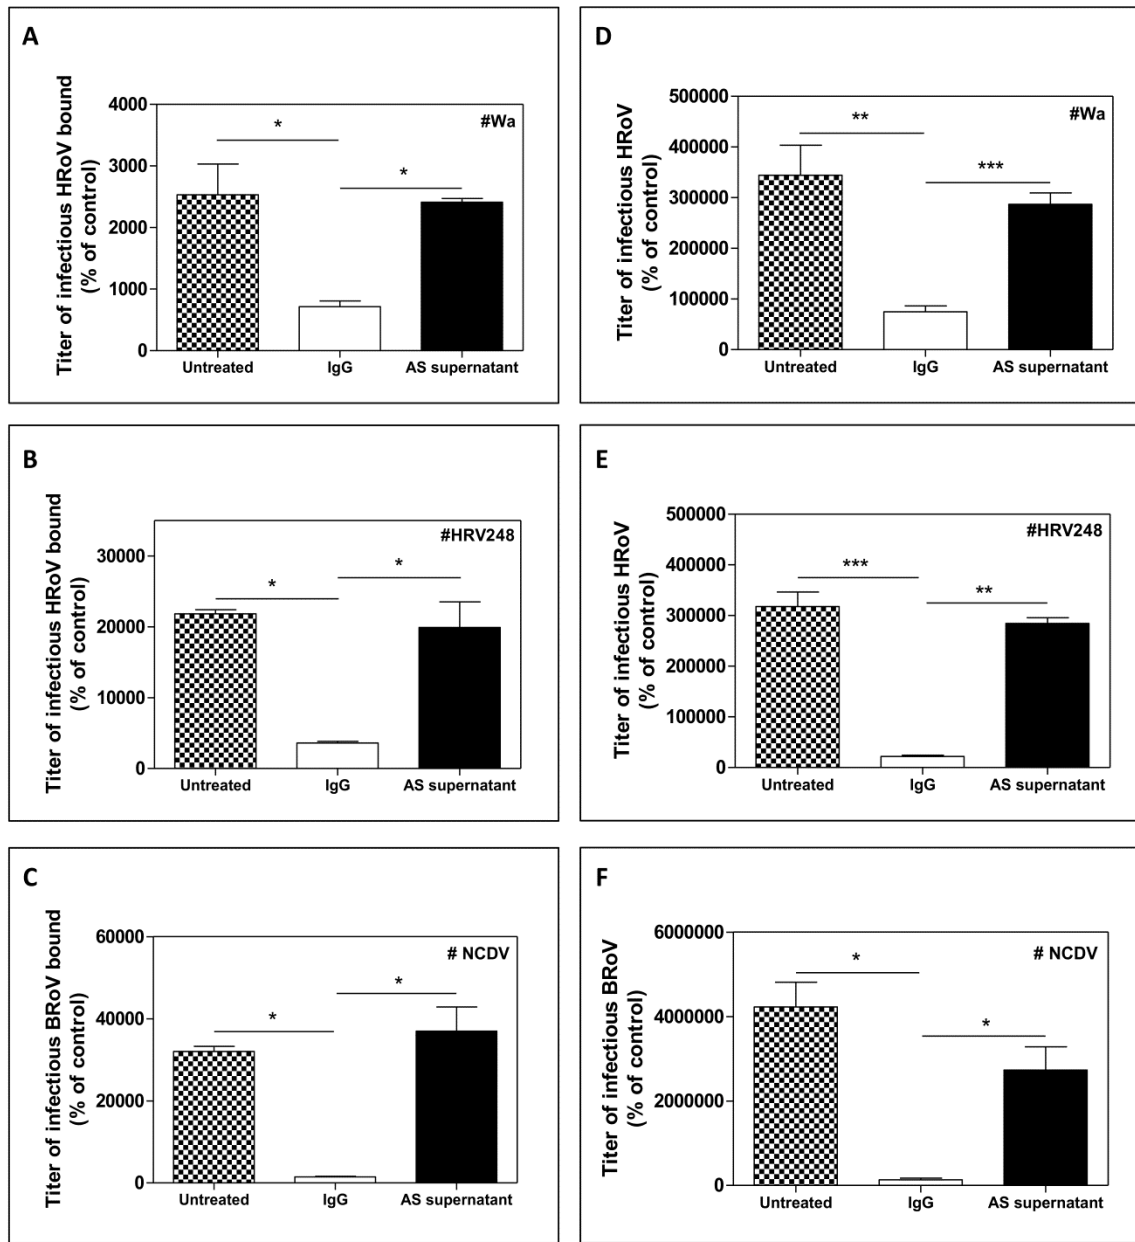 A
Titer of infectious HRoV bound
(% of control)
4000
3000
2000
1000
0
#Wa
*
*
Untreated
IgG
AS supernatant
D
Titer of infectious HRoV
(% of control)
500000
400000
300000
200000
100000
0
#Wa
**
***
Untreated
IgG
AS supernatant
B
Titer of infectious HRoV bound
(% of control)
30000
20000
10000
0
#HRV248
*
*
Untreated
IgG
AS supernatant
E
Titer of infectious HRoV
(% of control)
500000
400000
300000
200000
100000
0
#HRV248
***
**
Untreated
IgG
AS supernatant
C
Titer of infectious BRoV bound
(% of control)
60000
40000
20000
0
# NCDV
*
*
Untreated
IgG
AS supernatant
F
Titer of infectious BRoV
(% of control)
6000000
4000000
2000000
0
# NCDV
*
*
Untreated
IgG
AS supernatant